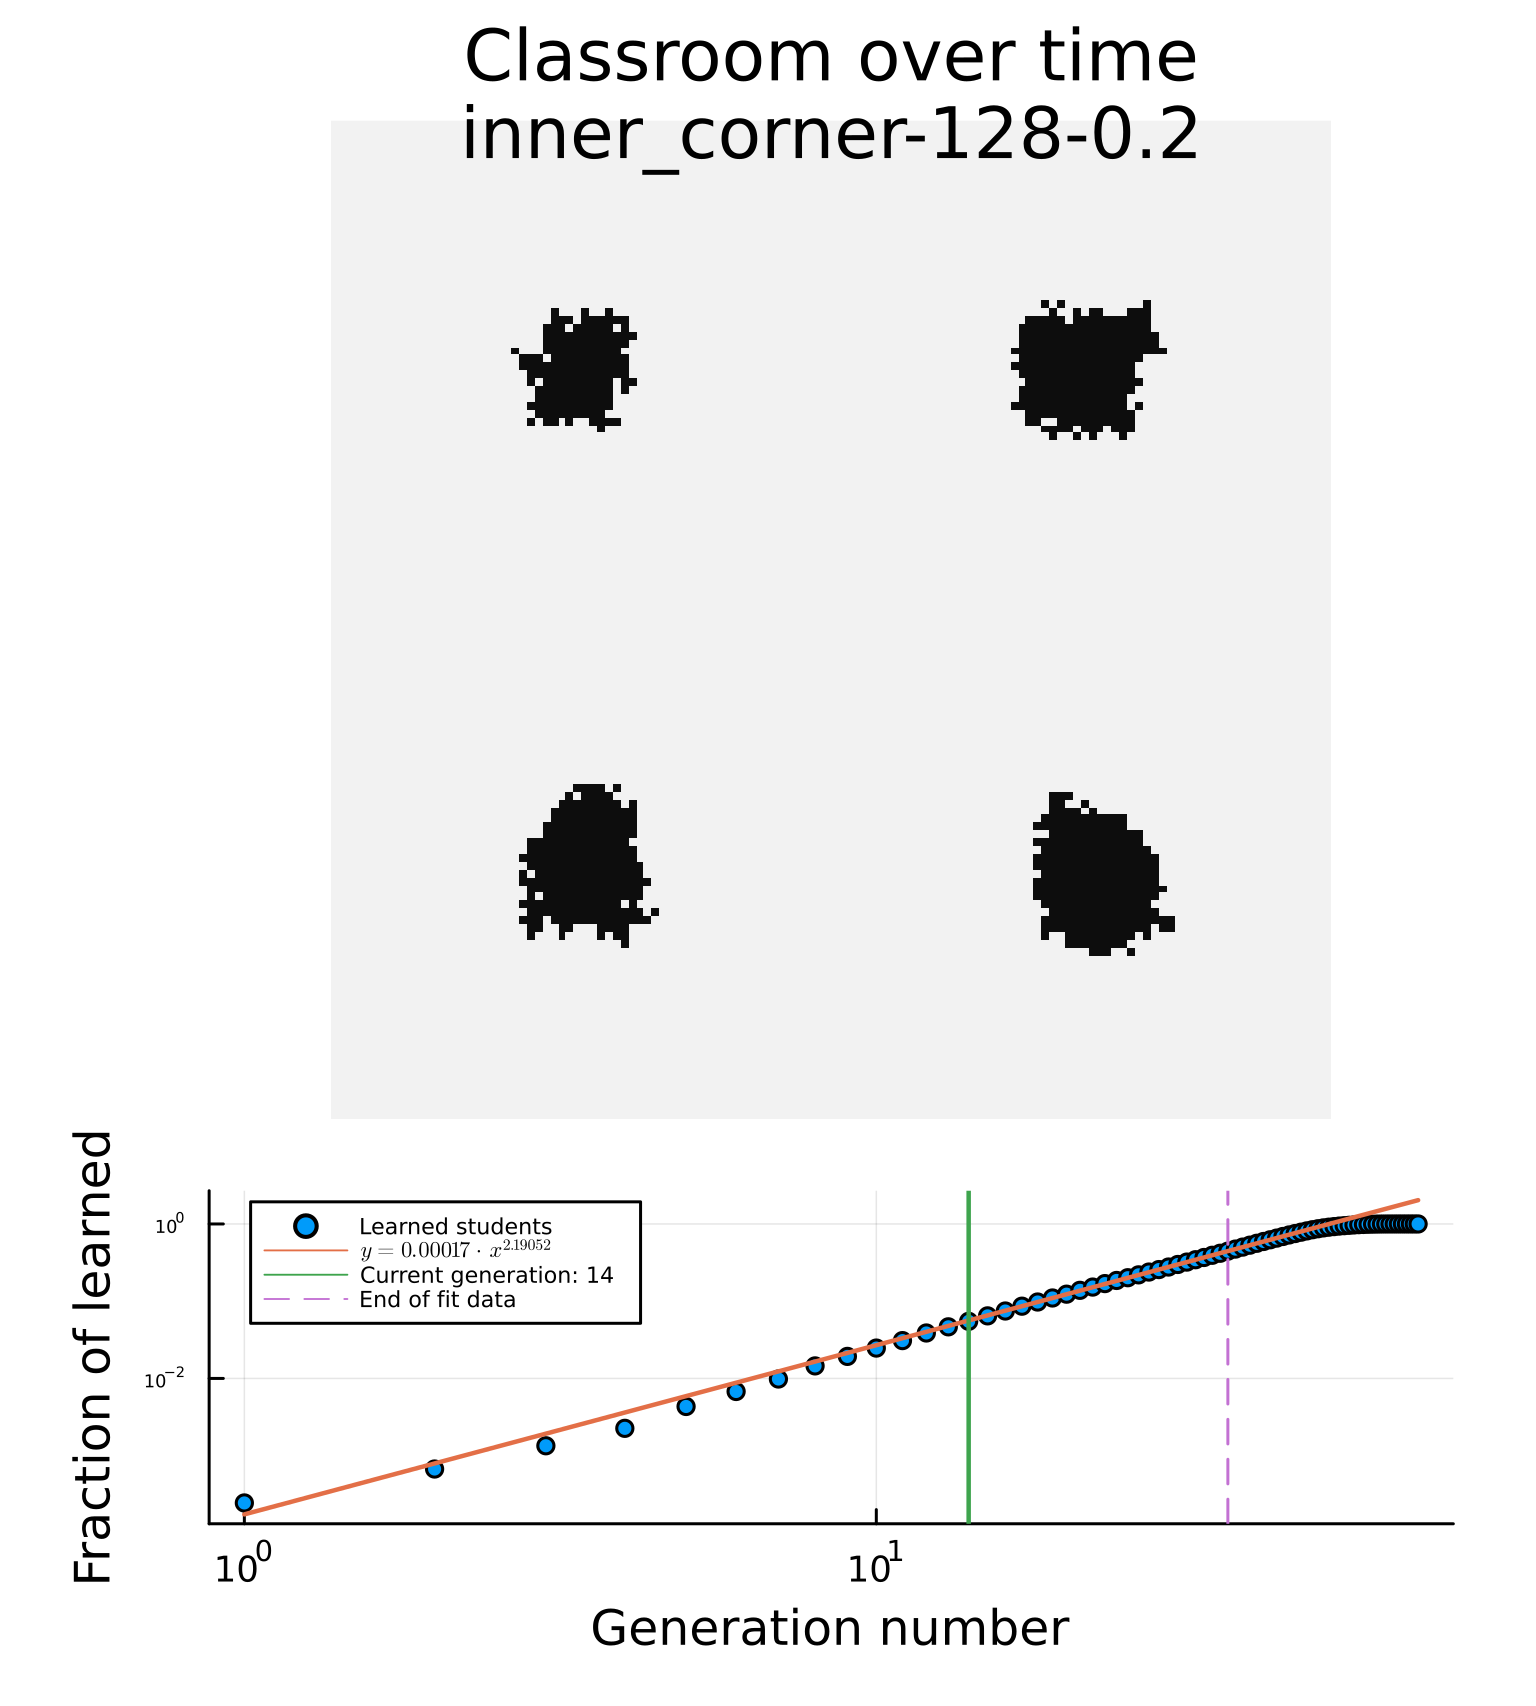 Classroom over time
inner_corner-128-0.2
Fraction of learned
10^0
10^−2
Learned students
y = 0.00017 · x^2.19052
Current generation: 14
End of fit data
10^0
10^1
Generation number